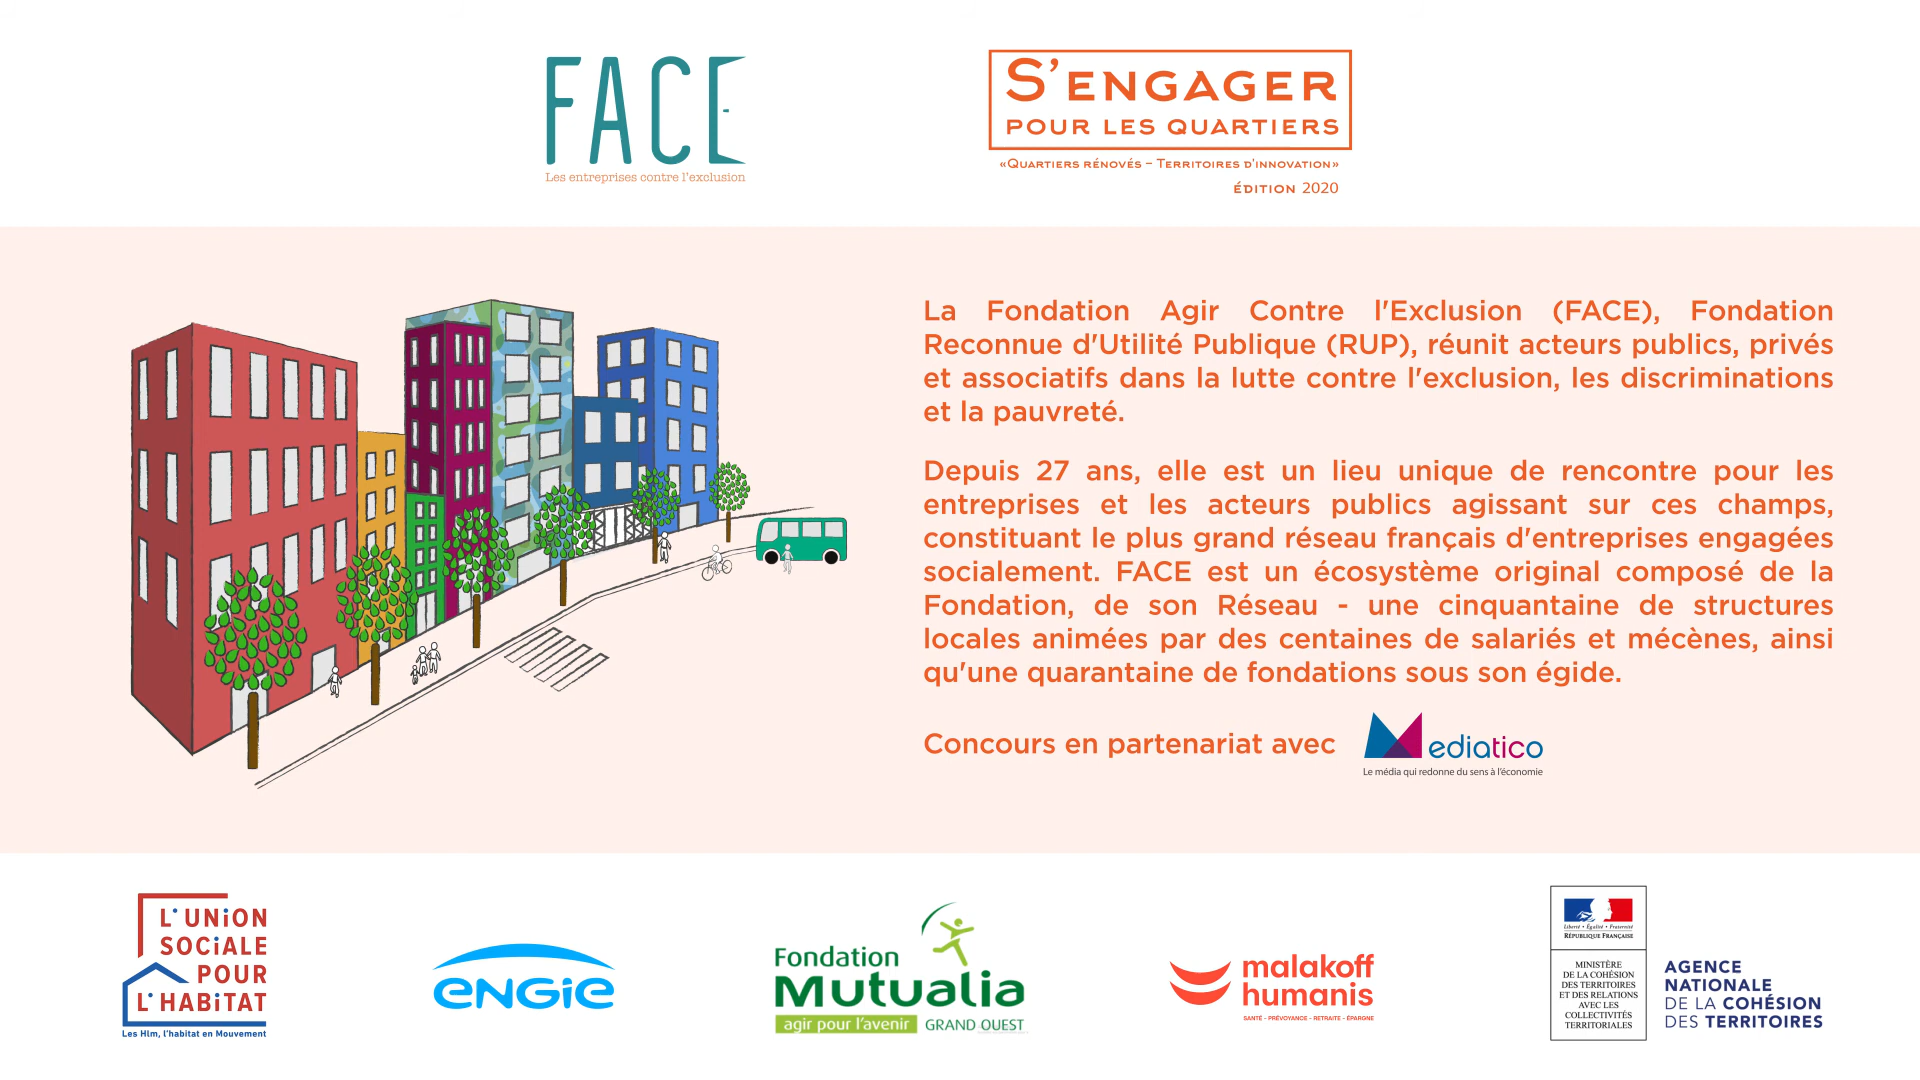 FACE
Les entreprises contre l'exclusion
S'ENGAGER
POUR LES QUARTIERS
«QUARTIERS RÉNOVÉS – TERRITOIRES D'INNOVATION»
ÉDITION 2020
La Fondation Agir Contre l'Exclusion (FACE), Fondation
Reconnue d'Utilité Publique (RUP), réunit acteurs publics, privés
et associatifs dans la lutte contre l'exclusion, les discriminations
et la pauvreté.
Depuis 27 ans, elle est un lieu unique de rencontre pour les
entreprises et les acteurs publics agissant sur ces champs,
constituant le plus grand réseau français d'entreprises engagées
socialement. FACE est un écosystème original composé de la
Fondation, de son Réseau - une cinquantaine de structures
locales animées par des centaines de salariés et mécènes, ainsi
qu'une quarantaine de fondations sous son égide.
Concours en partenariat avec
Mediatico
Le média qui redonne du sens à l'économie
L'UNiON
SOCiALE
POUR
L'HABiTAT
Les Hlm, l'habitat en Mouvement
ENGiE
Fondation
Mutualia
agir pour l'avenir GRAND OUEST
malakoff
humanis
SANTÉ - PRÉVOYANCE - RETRAITE - ÉPARGNE
Liberté • Égalité • Fraternité
RÉPUBLIQUE FRANÇAISE
MINISTÈRE
DE LA COHÉSION
DES TERRITOIRES
ET DES RELATIONS
AVEC LES
COLLECTIVITÉS
TERRITORIALES
AGENCE
NATIONALE
DE LA COHÉSION
DES TERRITOIRES